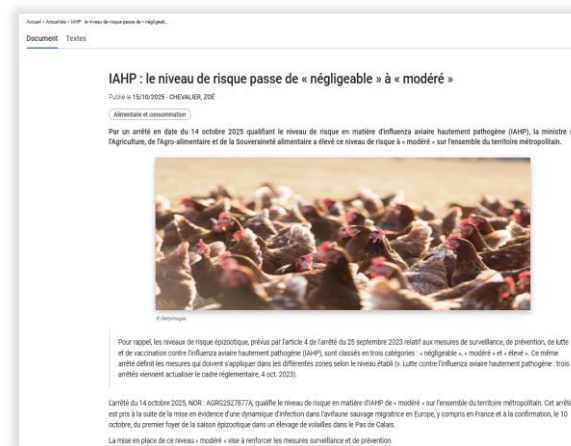 Accueil > Actualités > IAHP : le niveau de risque passe de « négligeab...
Document Textes
IAHP : le niveau de risque passe de « négligeable » à « modéré »
Publié le 15/10/2025 - CHEVALIER, ZOÉ
Alimentaire et consommation
Par un arrêté en date du 14 octobre 2025 qualifiant le niveau de risque en matière d'influenza aviaire hautement pathogène (IAHP), la ministre
l'Agriculture, de l'Agro-alimentaire et de la Souveraineté alimentaire a élevé ce niveau de risque à « modéré » sur l'ensemble du territoire métropolitain.
© Gettyimages
Pour rappel, les niveaux de risque épizootique, prévus par l'article 4 de l'arrêté du 25 septembre 2023 relatif aux mesures de surveillance, de prévention, de lutte
et de vaccination contre l'influenza aviaire hautement pathogène (IAHP), sont classés en trois catégories : « négligeable », « modéré » et « élevé ». Ce même
arrêté définit les mesures qui doivent s'appliquer dans les différentes zones selon le niveau établi (v. Lutte contre l'influenza aviaire hautement pathogène : trois
arrêtés viennent actualiser le cadre réglementaire, 4 oct. 2023).
L'arrêté du 14 octobre 2025, NOR : AGRG2527877A, qualifie le niveau de risque en matière d'IAHP de « modéré » sur l'ensemble du territoire métropolitain. Cet arrêté
est pris à la suite de la mise en évidence d'une dynamique d'infection dans l'avifaune sauvage migratrice en Europe, y compris en France et à la confirmation, le 10
octobre, du premier foyer de la saison épizootique dans un élevage de volailles dans le Pas de Calais.
La mise en place de ce niveau « modéré » vise à renforcer les mesures surveillance et de prévention.